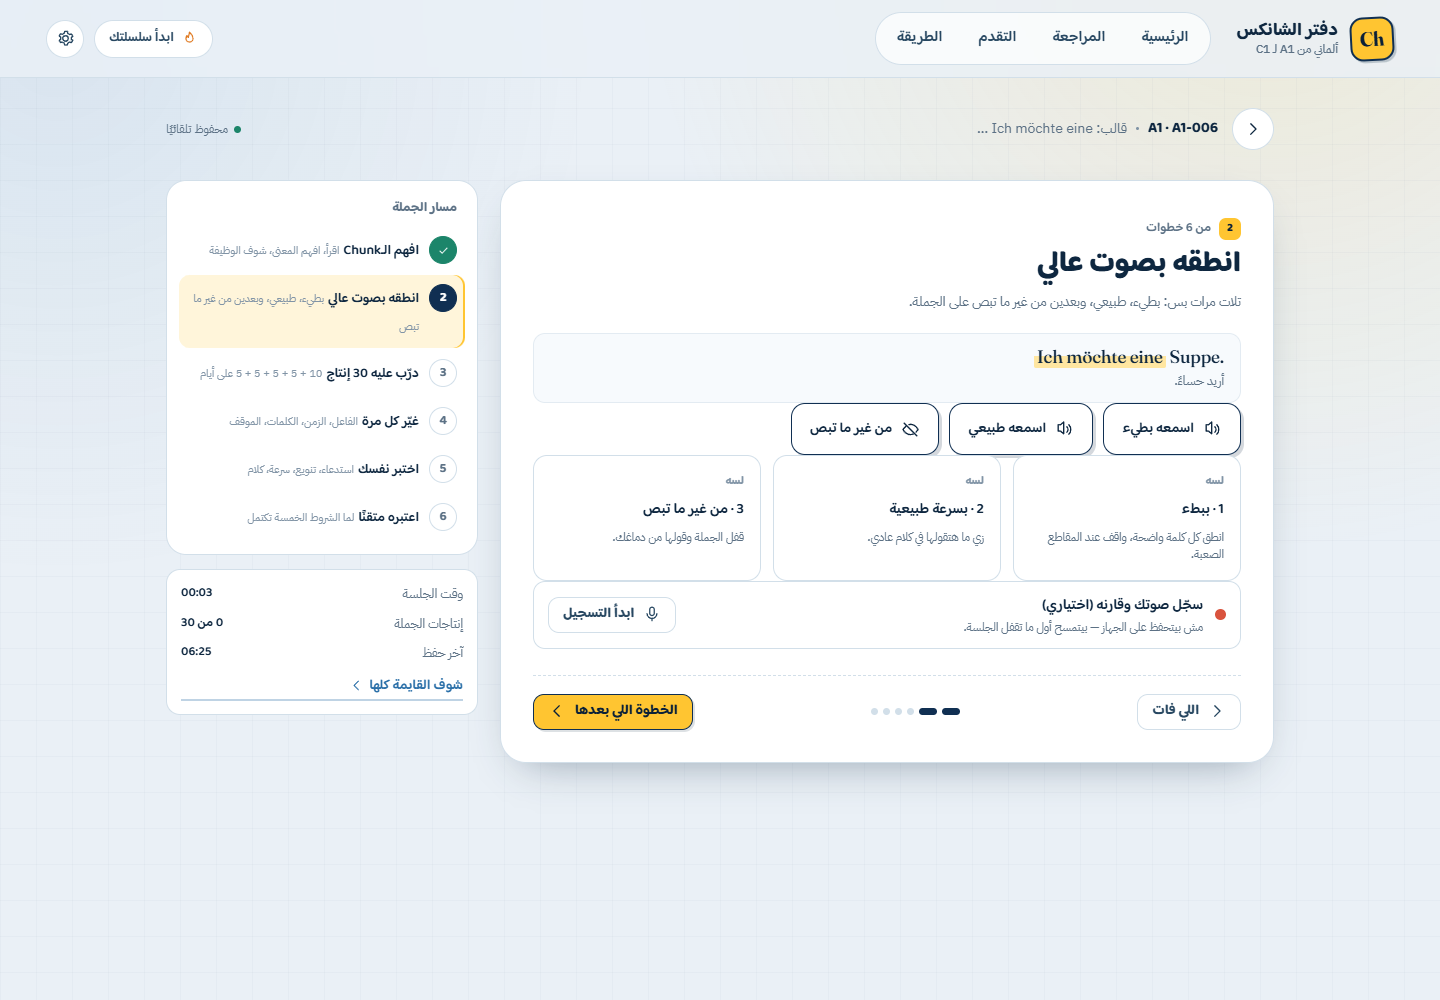 Ch
دفتر الشانكس
ألماني من A1 لـ C1
الرئيسية
المراجعة
التقدم
الطريقة
ابدأ سلسلتك
A1 · A1-006 • قالب: Ich möchte eine ...
محفوظ تلقائيًا
2 من 6 خطوات
انطقه بصوت عالي
تلات مرات بس: بطيء، طبيعي، وبعدين من غير ما تبص على الجملة.
Ich möchte eine Suppe.
أريد حساءً.
اسمعه بطيء
اسمعه طبيعي
من غير ما تبص
لسه
1 · ببطء
انطق كل كلمة واضحة، واقف عند المقاطع
الصعبة.
لسه
2 · بسرعة طبيعية
زي ما هتقولها في كلام عادي.
لسه
3 · من غير ما تبص
قفل الجملة وقولها من دماغك.
سجّل صوتك وقارنه (اختياري)
مش بيتحفظ على الجهاز — بيتمسح أول ما تقفل الجلسة.
ابدأ التسجيل
اللي فات
الخطوة اللي بعدها
مسار الجملة
افهم الـChunk اقرأ، افهم المعنى، شوف الوظيفة
2 انطقه بصوت عالي بطيء، طبيعي، وبعدين من غير ما
تبص
3 درّب عليه 30 إنتاج 10 + 5 + 5 + 5 + 5 على أيام
4 غيّر كل مرة الفاعل، الزمن، الكلمات، الموقف
5 اختبر نفسك استدعاء، تنويع، سرعة، كلام
6 اعتبره متقنًا لما الشروط الخمسة تكتمل
وقت الجلسة 00:03
إنتاجات الجملة 0 من 30
آخر حفظ 06:25
شوف القايمة كلها